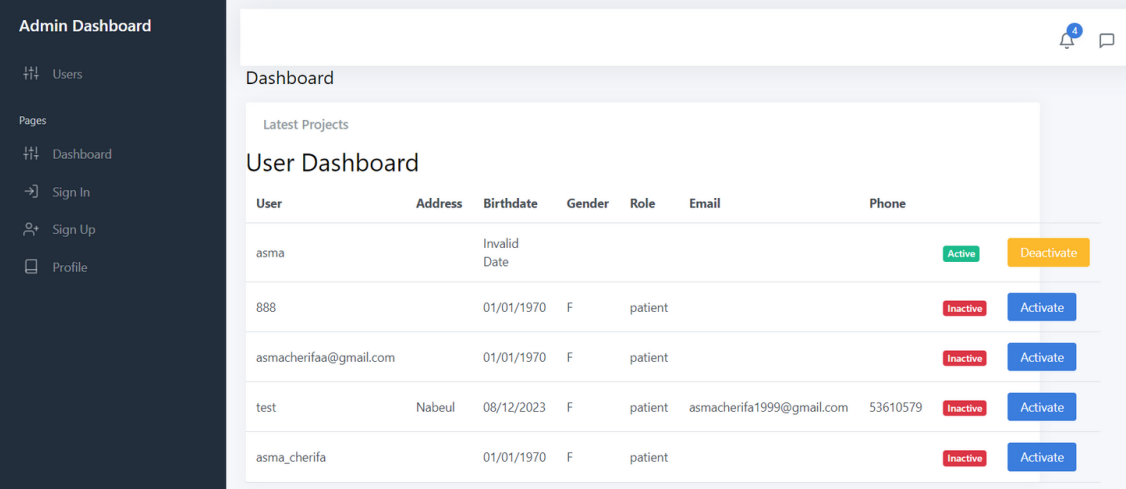 Admin Dashboard
Users
Pages
Dashboard
Sign In
Sign Up
Profile
4
Dashboard
Latest Projects
User Dashboard
User Address Birthdate Gender Role Email Phone
asma Invalid Date Active Deactivate
888 01/01/1970 F patient Inactive Activate
asmacherifaa@gmail.com 01/01/1970 F patient Inactive Activate
test Nabeul 08/12/2023 F patient asmacherifa1999@gmail.com 53610579 Inactive Activate
asma_cherifa 01/01/1970 F patient Inactive Activate